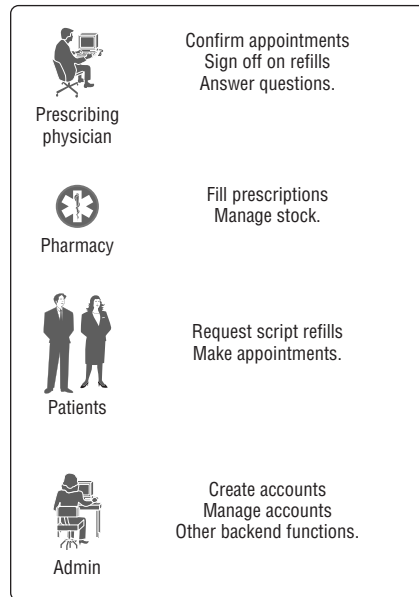 Prescribing
physician
Confirm appointments
Sign off on refills
Answer questions.
Pharmacy
Fill prescriptions
Manage stock.
Patients
Request script refills
Make appointments.
Admin
Create accounts
Manage accounts
Other backend functions.